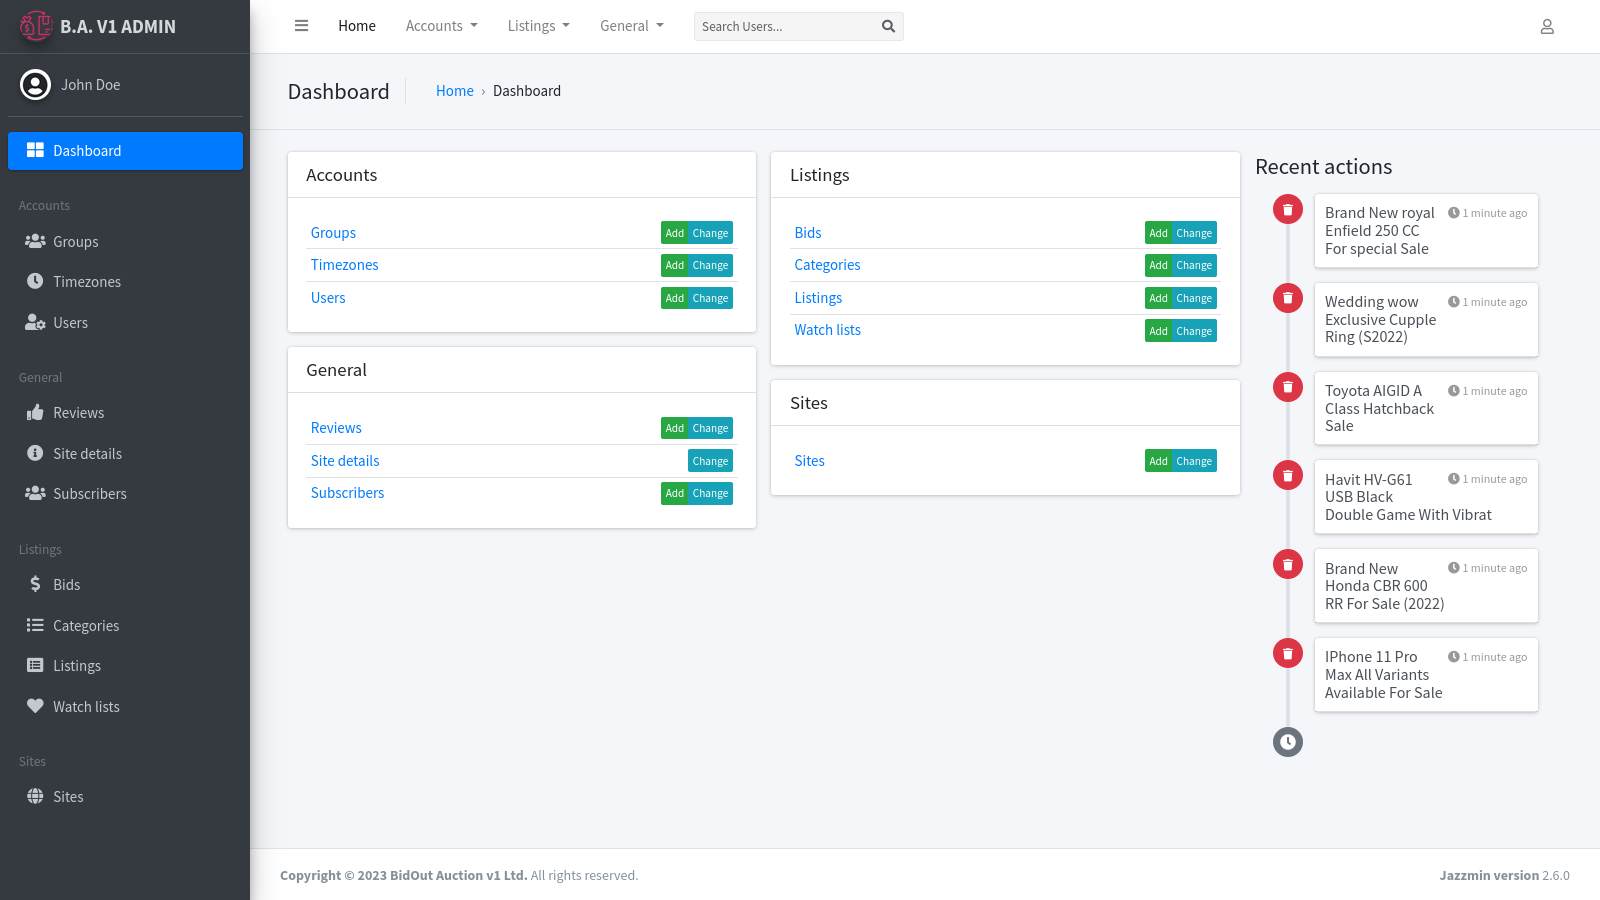 B.A. V1 ADMIN
John Doe
Dashboard
Accounts
Groups
Timezones
Users
General
Reviews
Site details
Subscribers
Listings
Bids
Categories
Listings
Watch lists
Sites
Sites
Home Accounts Listings General Search Users...
Dashboard Home › Dashboard
Accounts
Groups Add Change
Timezones Add Change
Users Add Change
General
Reviews Add Change
Site details Change
Subscribers Add Change
Listings
Bids Add Change
Categories Add Change
Listings Add Change
Watch lists Add Change
Sites
Sites Add Change
Recent actions
Brand New royal 1 minute ago
Enfield 250 CC
For special Sale
Wedding wow 1 minute ago
Exclusive Cupple
Ring (S2022)
Toyota AIGID A 1 minute ago
Class Hatchback
Sale
Havit HV-G61 1 minute ago
USB Black
Double Game With Vibrat
Brand New 1 minute ago
Honda CBR 600
RR For Sale (2022)
IPhone 11 Pro 1 minute ago
Max All Variants
Available For Sale
Copyright © 2023 BidOut Auction v1 Ltd. All rights reserved. Jazzmin version 2.6.0